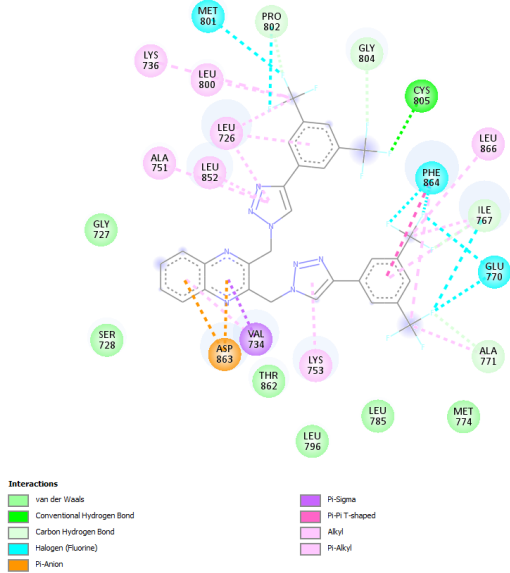 MET
801
PRO
802
GLY
804
LYS
736
LEU
800
CYS
805
LEU
726
LEU
866
ALA
751
LEU
852
PHE
864
ILE
767
GLY
727
N
N
N
N
N
N
N
N
GLU
770
SER
728
ASP
863
VAL
734
LYS
753
ALA
771
THR
862
LEU
785
MET
774
LEU
796
Interactions
van der Waals
Conventional Hydrogen Bond
Carbon Hydrogen Bond
Halogen (Fluorine)
Pi-Anion
Pi-Sigma
Pi-Pi T-shaped
Alkyl
Pi-Alkyl